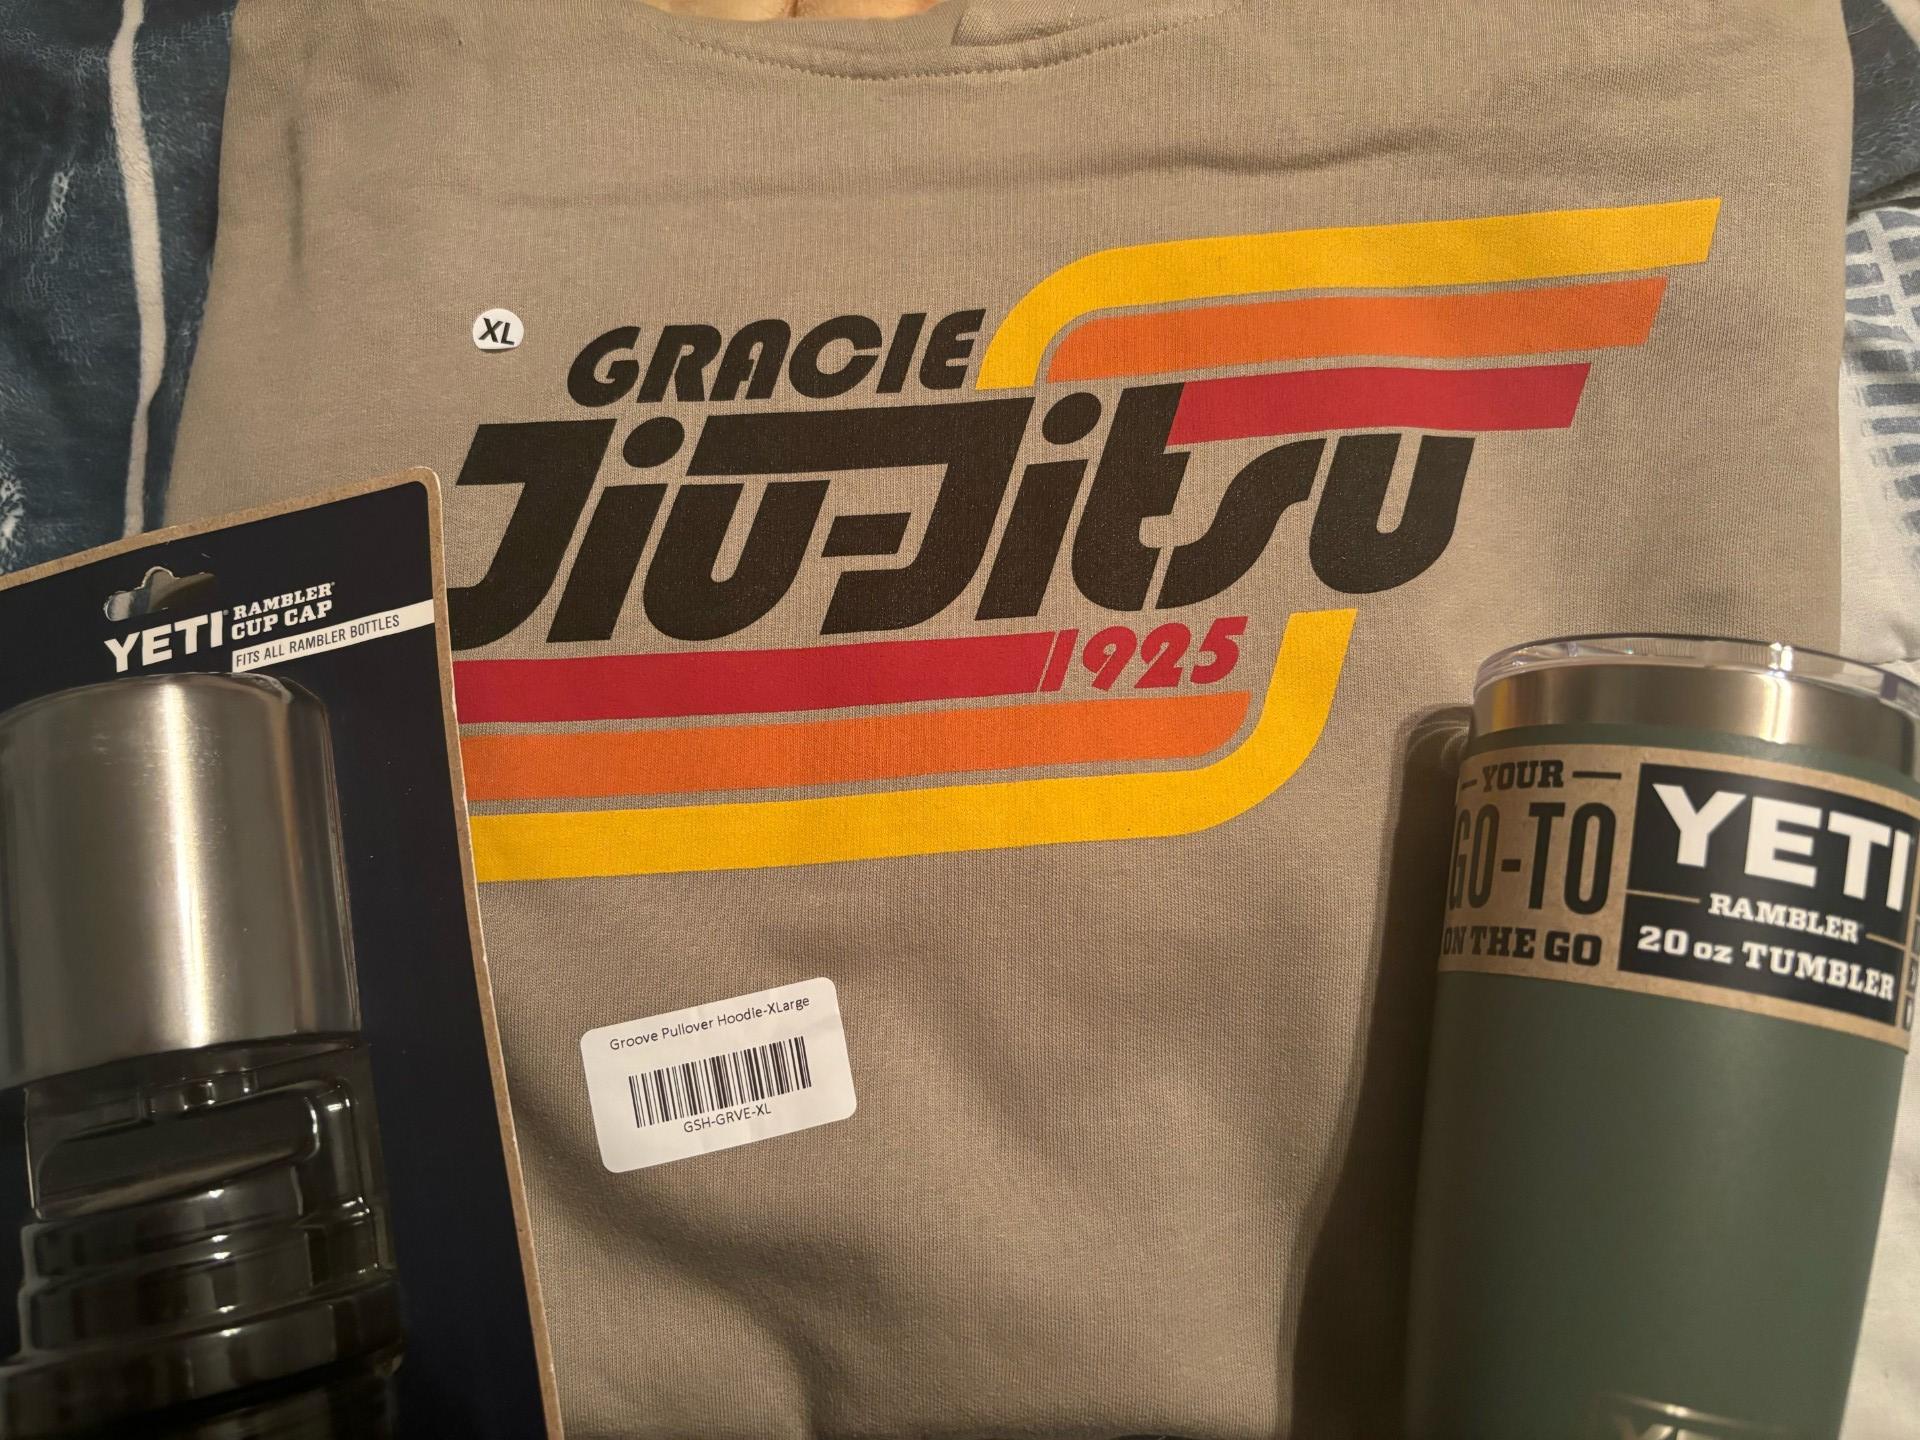 XL
GRACIE
Jiu-Jitsu
1925
YETI RAMBLER
CUP CAP
FITS ALL RAMBLER BOTTLES
YOUR
GO-TO
ON THE GO
YETI
RAMBLER
20 oz TUMBLER
Groove Pullover Hoodie-XLarge
GSH-GRVE-XL